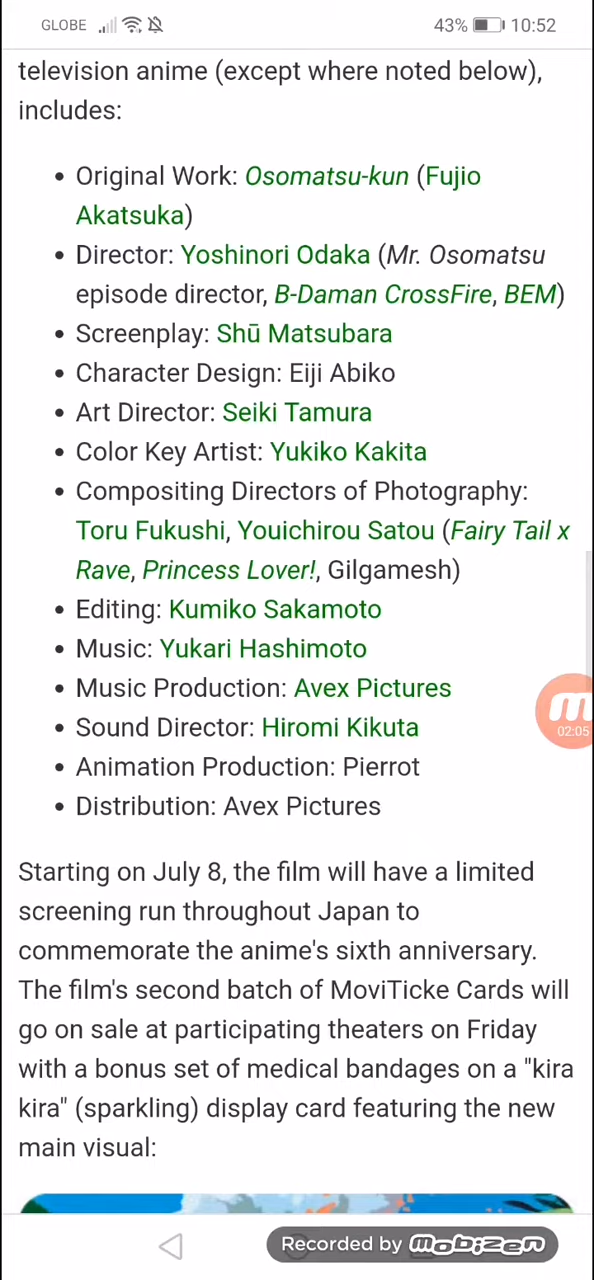 GLOBE 43% 10:52
television anime (except where noted below),
includes:
• Original Work: Osomatsu-kun (Fujio
Akatsuka)
• Director: Yoshinori Odaka (Mr. Osomatsu
episode director, B-Daman CrossFire, BEM)
• Screenplay: Shū Matsubara
• Character Design: Eiji Abiko
• Art Director: Seiki Tamura
• Color Key Artist: Yukiko Kakita
• Compositing Directors of Photography:
Toru Fukushi, Youichirou Satou (Fairy Tail x
Rave, Princess Lover!, Gilgamesh)
• Editing: Kumiko Sakamoto
• Music: Yukari Hashimoto
• Music Production: Avex Pictures
• Sound Director: Hiromi Kikuta
• Animation Production: Pierrot
• Distribution: Avex Pictures
m
02:05
Starting on July 8, the film will have a limited
screening run throughout Japan to
commemorate the anime's sixth anniversary.
The film's second batch of MoviTicke Cards will
go on sale at participating theaters on Friday
with a bonus set of medical bandages on a "kira
kira" (sparkling) display card featuring the new
main visual:
Recorded by mobizen